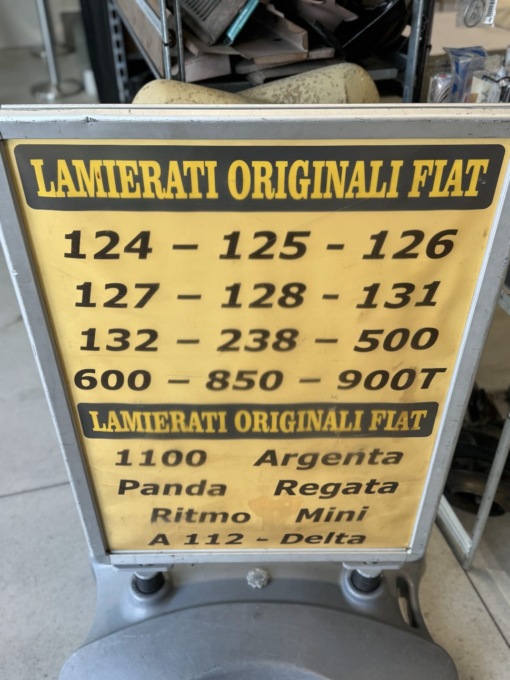 LAMIERATI ORIGINALI FIAT
124 – 125 - 126
127 – 128 - 131
132 – 238 – 500
600 – 850 – 900T
LAMIERATI ORIGINALI FIAT
1100 Argenta
Panda Regata
Ritmo Mini
A 112 - Delta